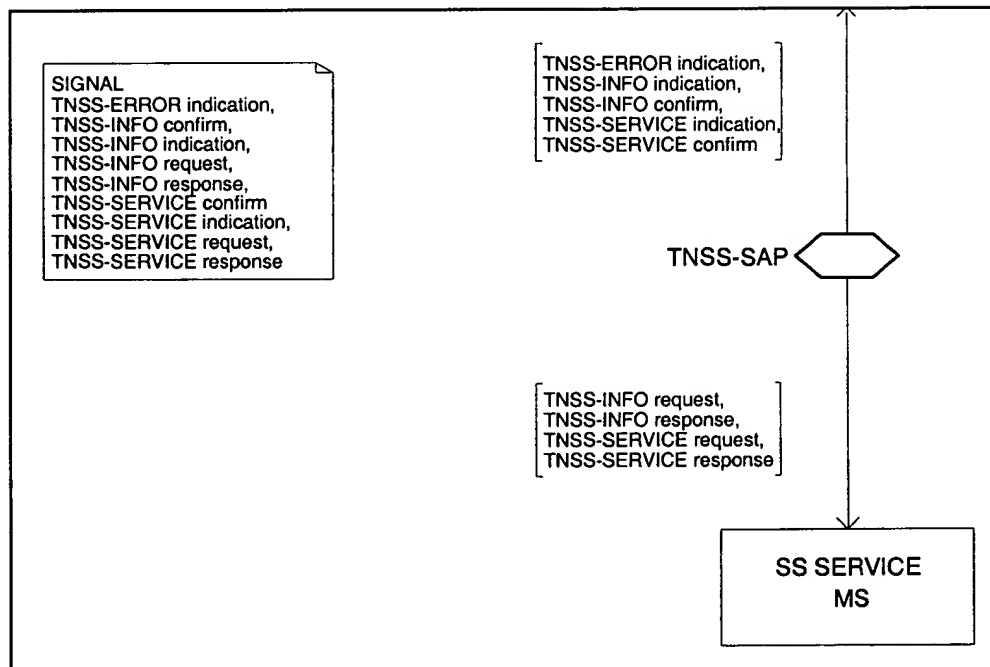 SIGNAL
TNSS-ERROR indication,
TNSS-INFO confirm,
TNSS-INFO indication,
TNSS-INFO request,
TNSS-INFO response,
TNSS-SERVICE confirm
TNSS-SERVICE indication,
TNSS-SERVICE request,
TNSS-SERVICE response
TNSS-ERROR indication,
TNSS-INFO indication,
TNSS-INFO confirm,
TNSS-SERVICE indication,
TNSS-SERVICE confirm
TNSS-SAP
TNSS-INFO request,
TNSS-INFO response,
TNSS-SERVICE request,
TNSS-SERVICE response
SS SERVICE
MS